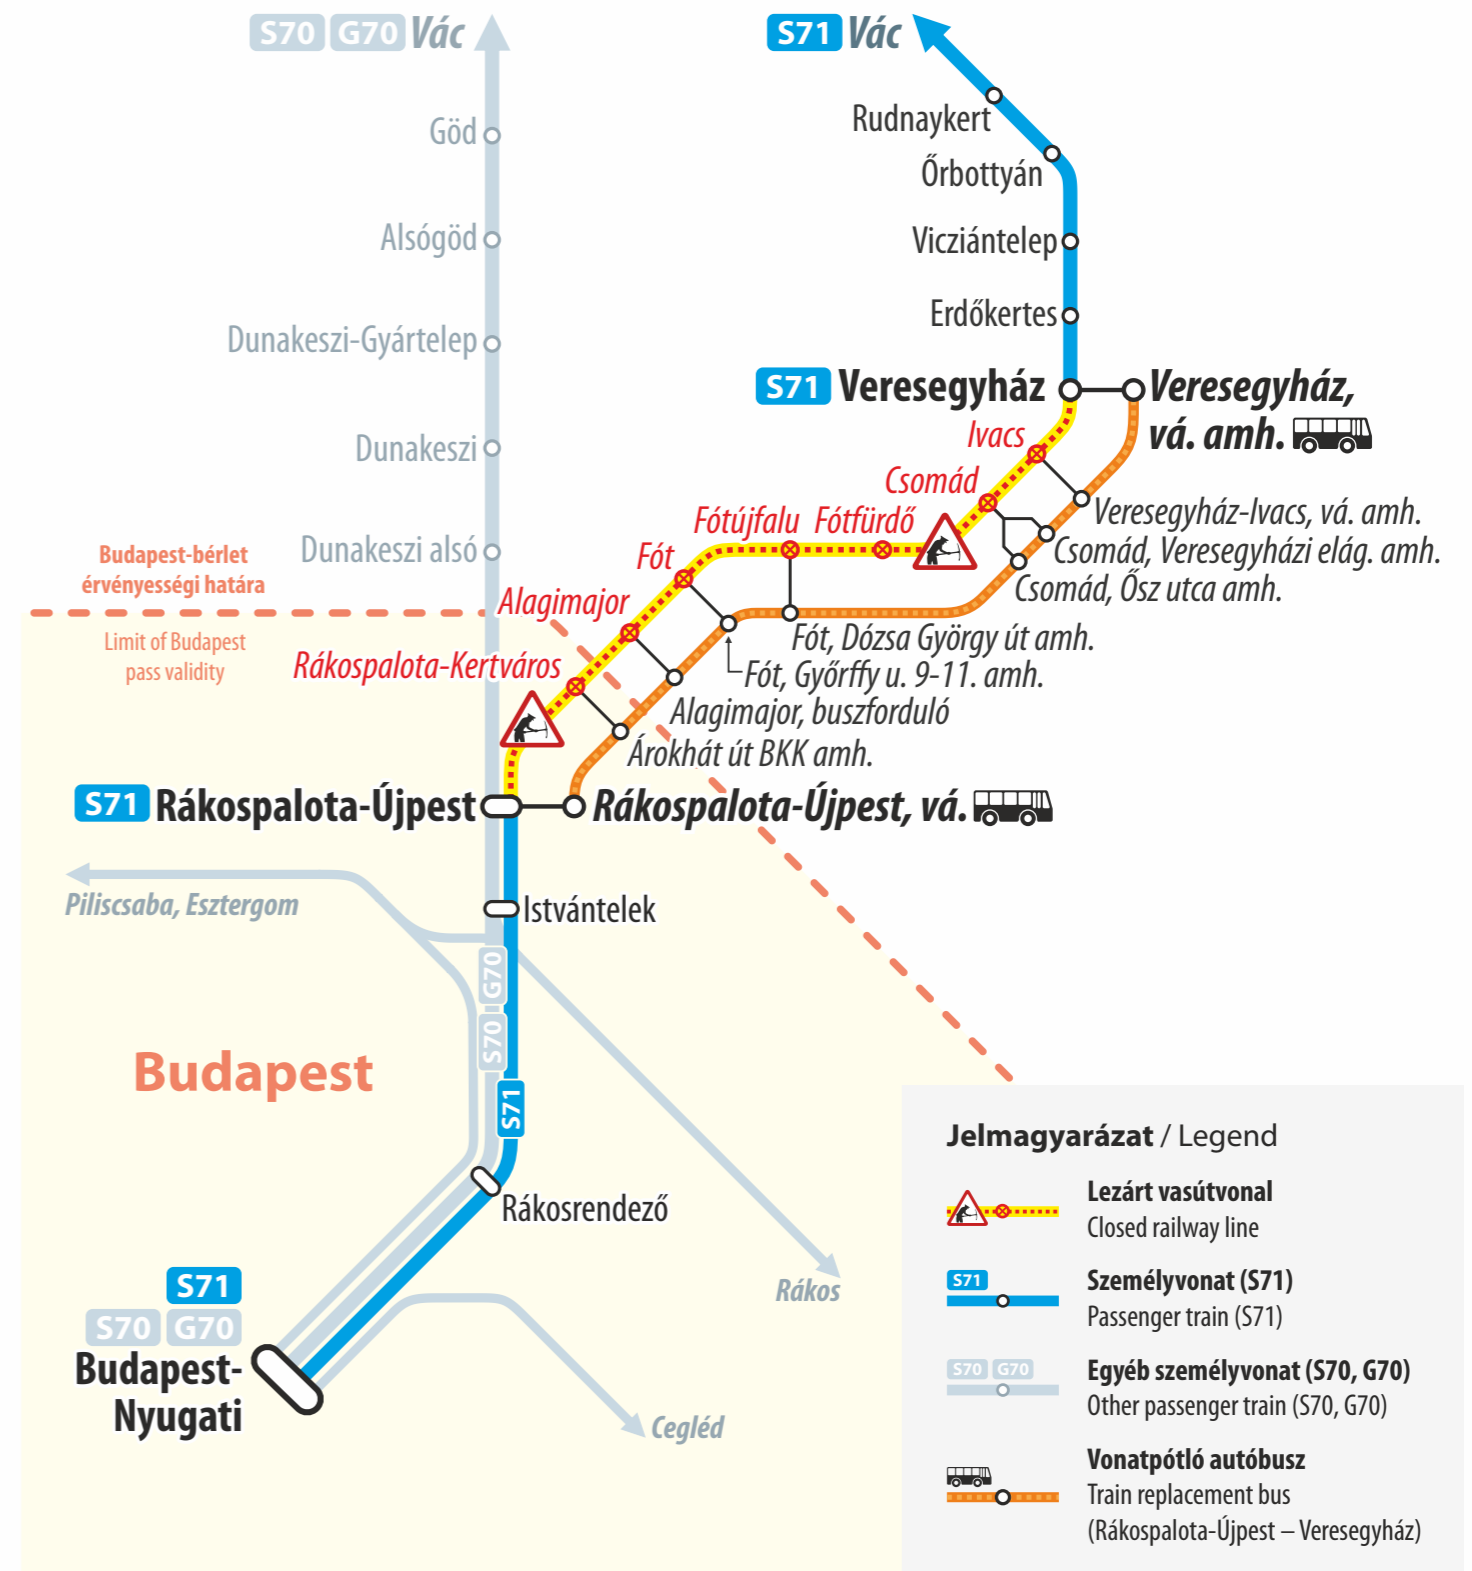 S70 G70 Vác
S71 Vác
Göd
Alsógöd
Dunakeszi-Gyártelep
Dunakeszi
Dunakeszi alsó
Rudnaykert
Őrbottyán
Vicziántelep
Erdőkertes
S71 Veresegyház
Veresegyház,
vá. amh.
Ivacs
Csomád
Fótújfalu
Fótfürdő
Fót
Alagimajor
Rákospalota-Kertváros
Veresegyház-Ivacs, vá. amh.
Csomád, Veresegyházi elág. amh.
Csomád, Ősz utca amh.
Fót, Dózsa György út amh.
Fót, Győrffy u. 9-11. amh.
Alagimajor, buszforduló
Árokhát út BKK amh.
Budapest-bérlet
érvényességi határa
Limit of Budapest
pass validity
S71 Rákospalota-Újpest
Rákospalota-Újpest, vá.
Piliscsaba, Esztergom
Istvántelek
G70
S70
S71
Budapest
Rákosrendező
Rákos
S71
S70 G70
Budapest-
Nyugati
Cegléd
Jelmagyarázat / Legend
Lezárt vasútvonal
Closed railway line
S71
Személyvonat (S71)
Passenger train (S71)
S70 G70
Egyéb személyvonat (S70, G70)
Other passenger train (S70, G70)
Vonatpótló autóbusz
Train replacement bus
(Rákospalota-Újpest – Veresegyház)